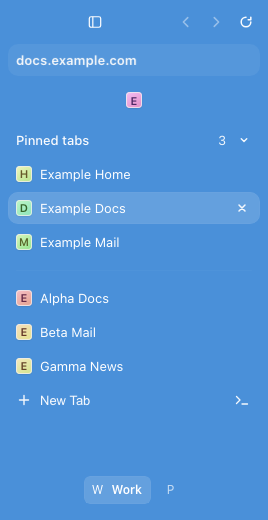 docs.example.com
E
Pinned tabs 3
H Example Home
D Example Docs
M Example Mail
E Alpha Docs
E Beta Mail
E Gamma News
New Tab
W Work P